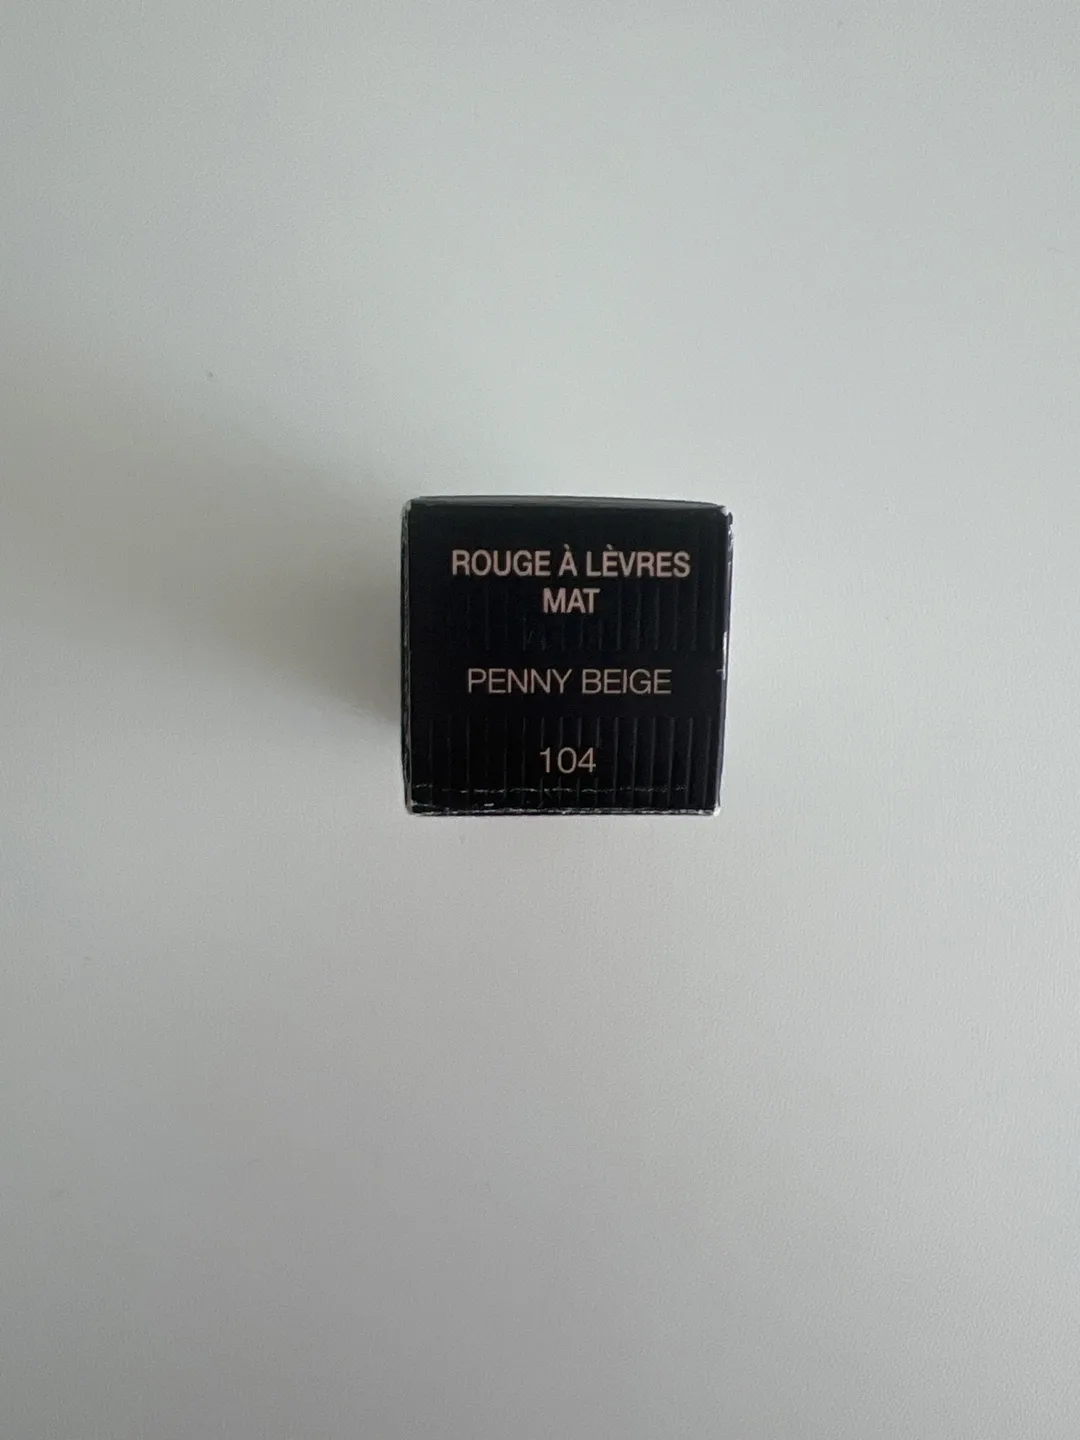 ROUGE À LÈVRES
MAT
PENNY BEIGE
104